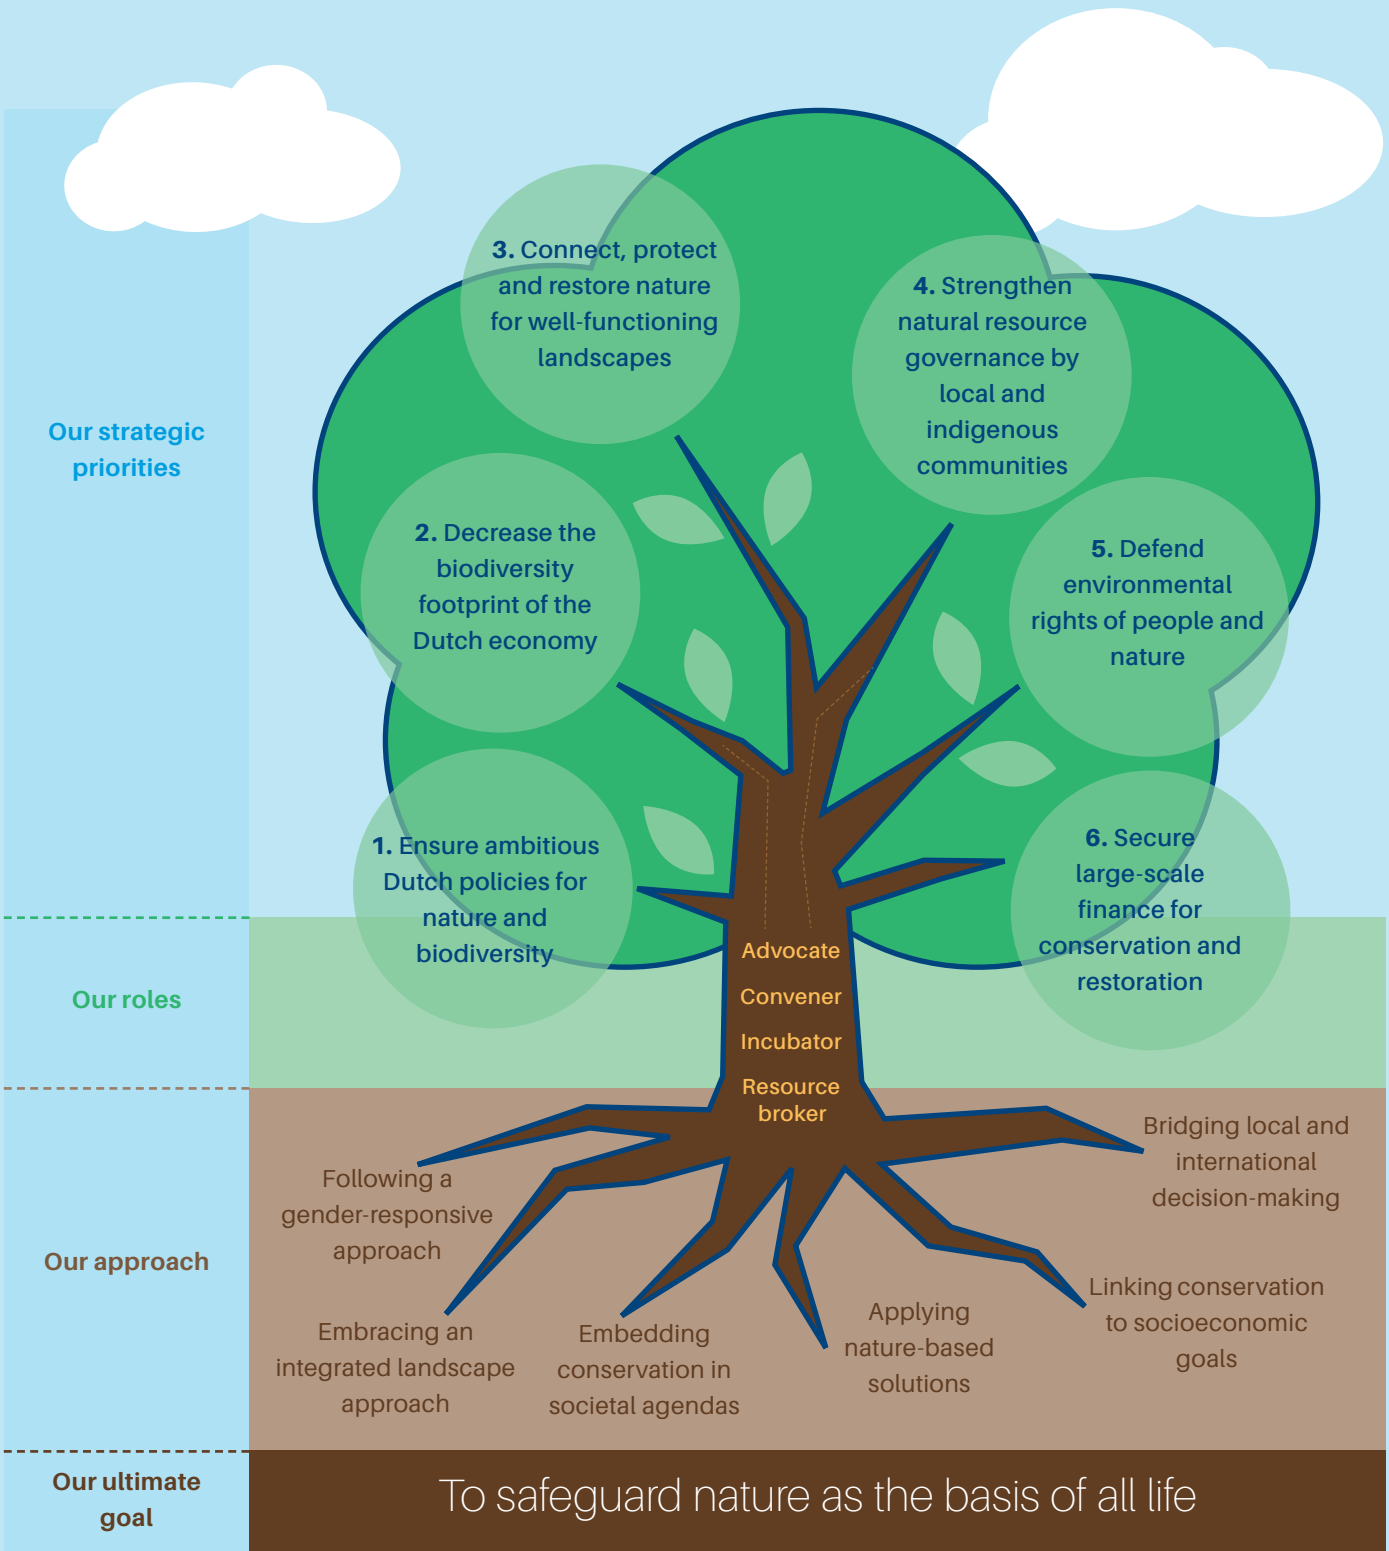 Our strategic
priorities
3. Connect, protect
and restore nature
for well-functioning
landscapes
4. Strengthen
natural resource
governance by
local and
indigenous
communities
2. Decrease the
biodiversity
footprint of the
Dutch economy
5. Defend
environmental
rights of people and
nature
1. Ensure ambitious
Dutch policies for
nature and
biodiversity
6. Secure
large-scale
finance for
conservation and
restoration
Our roles
Advocate
Convener
Incubator
Resource
broker
Our approach
Following a
gender-responsive
approach
Embracing an
integrated landscape
approach
Embedding
conservation in
societal agendas
Applying
nature-based
solutions
Linking conservation
to socioeconomic
goals
Bridging local and
international
decision-making
Our ultimate
goal
To safeguard nature as the basis of all life